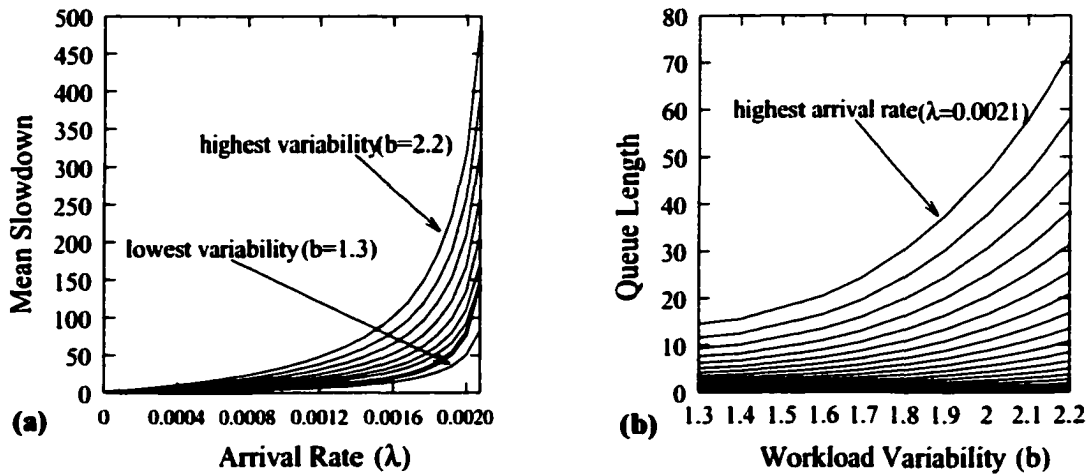 500
450
400
350
300
250
200
150
100
50
0
Mean Slowdown
highest variability (b=2.2)
lowest variability (b=1.3)
0 0.0004 0.0008 0.0012 0.0016 0.0020
(a)
Arrival Rate (λ)
80
70
60
50
40
30
20
10
0
Queue Length
highest arrival rate (λ=0.0021)
1.3 1.4 1.5 1.6 1.7 1.8 1.9 2 2.1 2.2
(b)
Workload Variability (b)